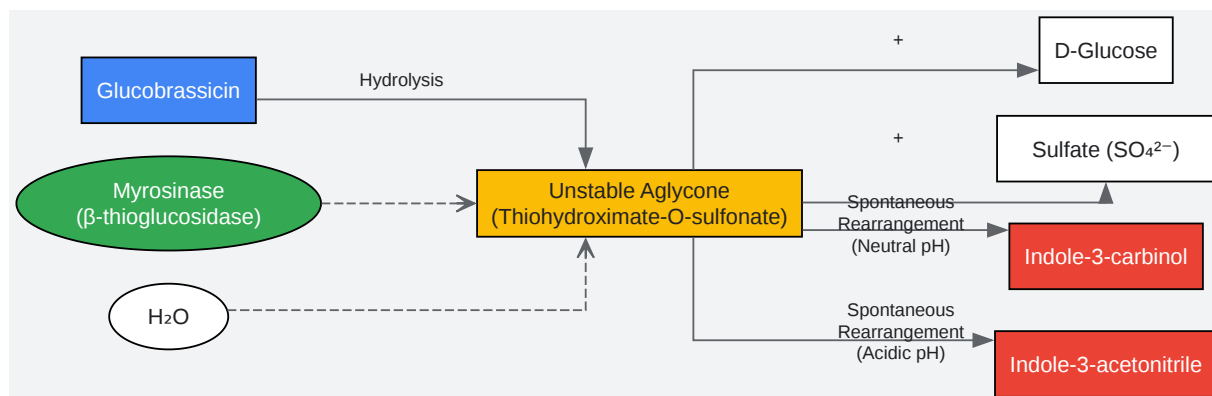 +
D-Glucose
Hydrolysis
Glucobrassicin
+
Sulfate (SO₄²⁻)
Myrosinase
(β-thioglucosidase)
Unstable Aglycone
(Thiohydroximate-O-sulfonate)
Spontaneous
Rearrangement
(Neutral pH)
Indole-3-carbinol
H₂O
Spontaneous
Rearrangement
(Acidic pH)
Indole-3-acetonitrile